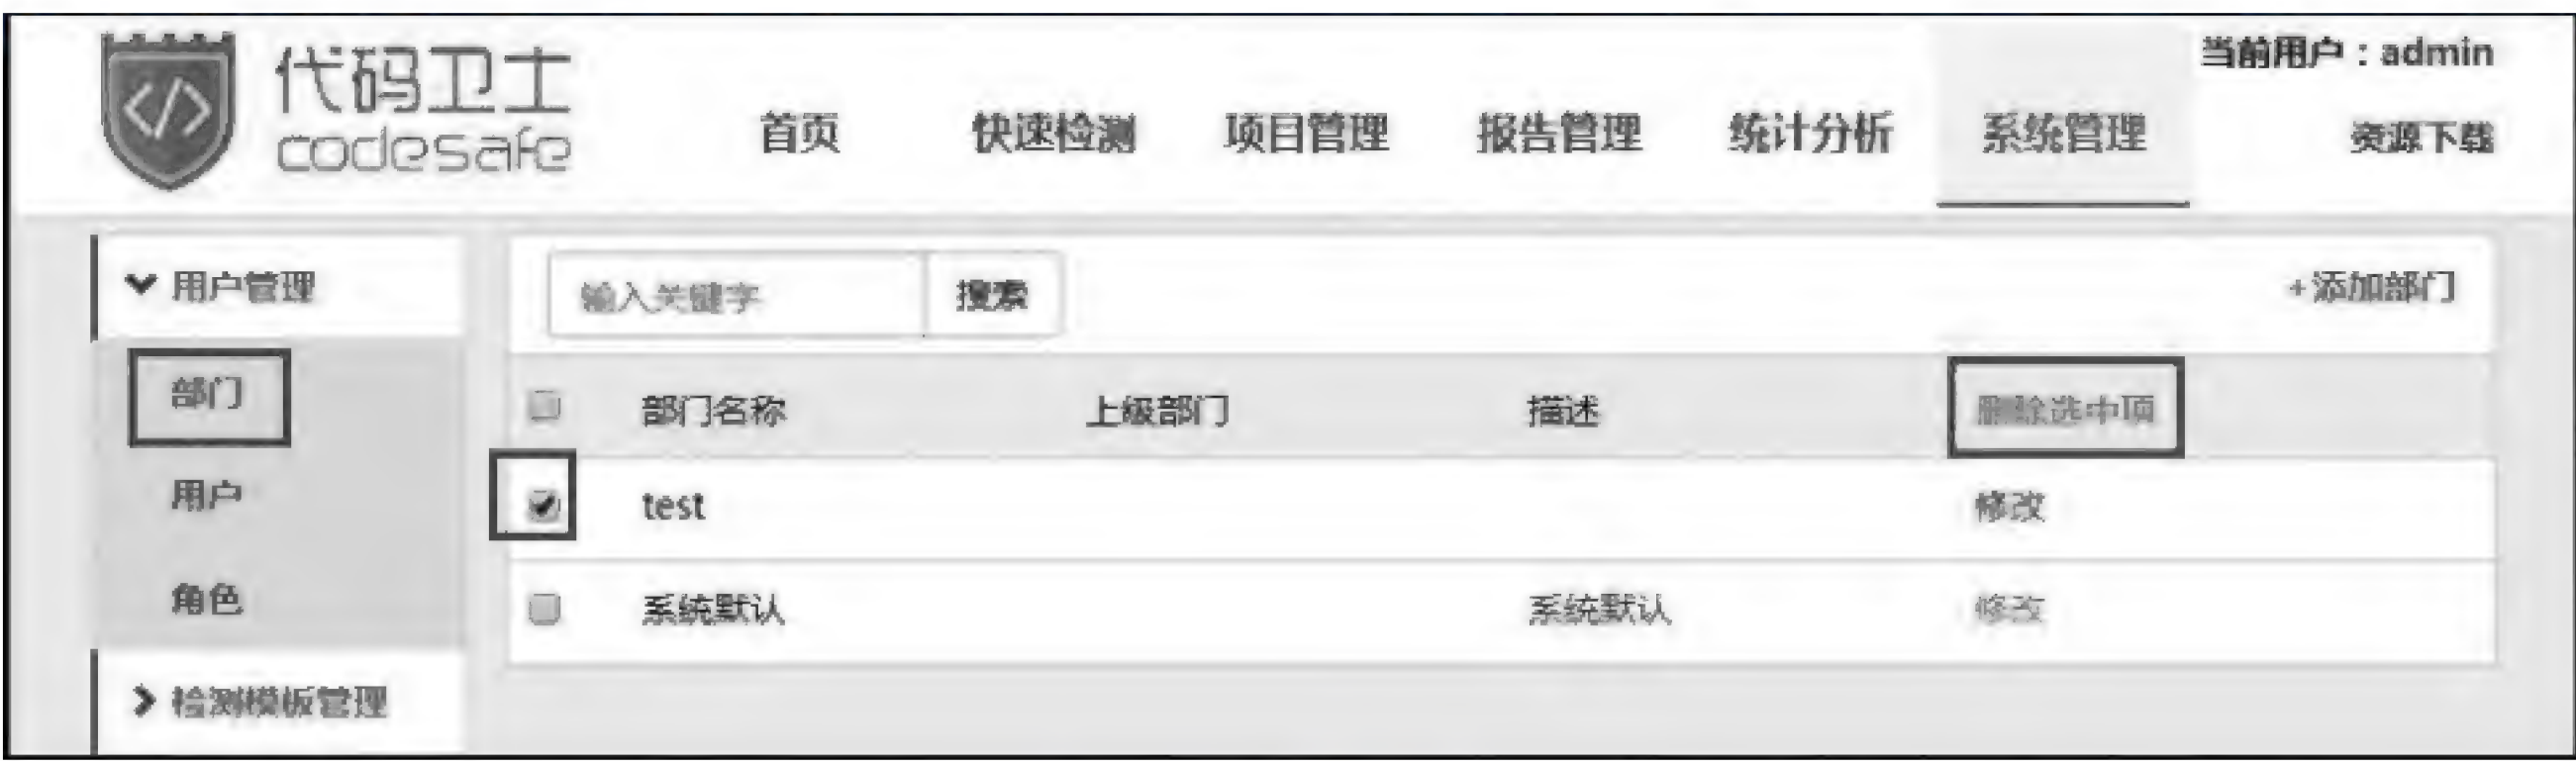 代码卫士
codesafe
当前用户：admin
首页 快速检测 项目管理 报告管理 统计分析 系统管理 资源下载
用户管理
部门
用户
角色
检测模板管理
输入关键字 搜索 +添加部门
部门名称 上级部门 描述 删除选中项
test 修改
系统默认 系统默认 修改